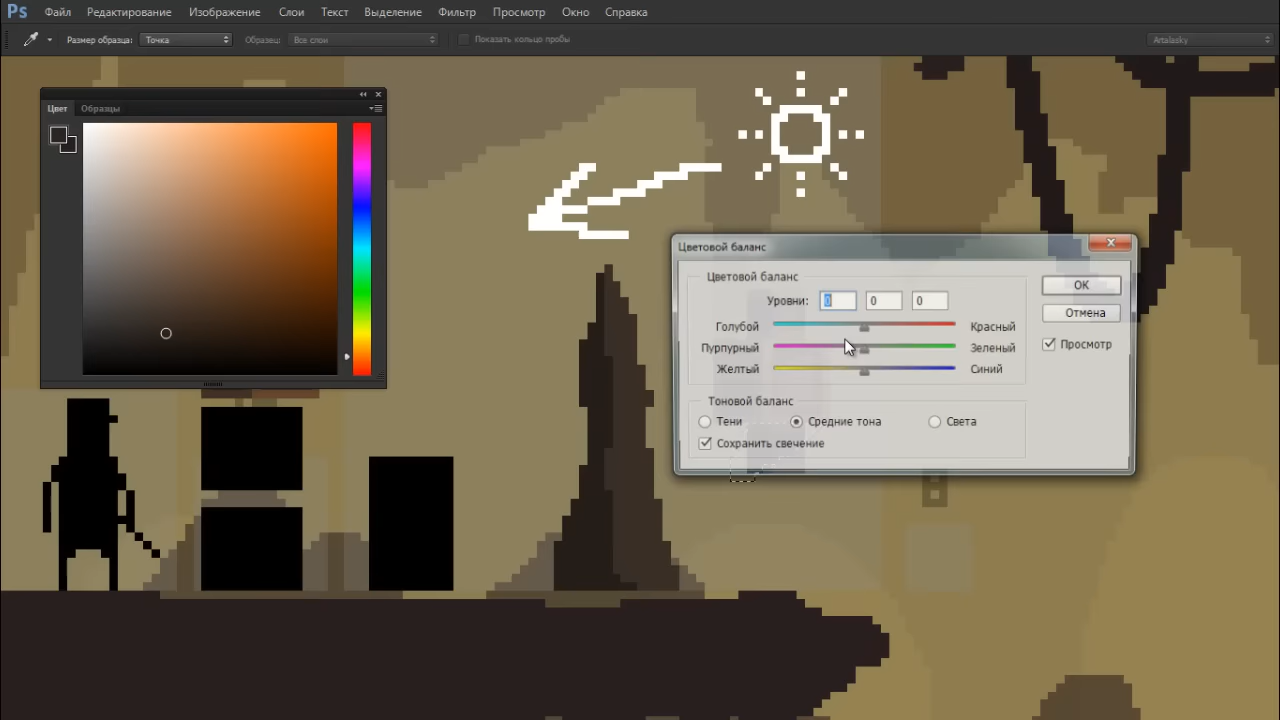 Ps Файл Редактирование Изображение Слои Текст Выделение Фильтр Просмотр Окно Справка
Размер образца: Точка Образец: Все слои Показать кольцо пробы Artalasky
Цвет Образцы
Цветовой баланс
Цветовой баланс
Уровни: 0 0 0
ОК
Отмена
Просмотр
Голубой Красный
Пурпурный Зеленый
Желтый Синий
Тоновой баланс
Тени Средние тона Света
Сохранить свечение